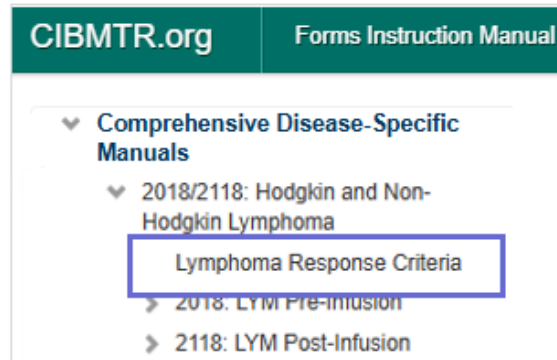 CIBMTR.org
Forms Instruction Manual
Comprehensive Disease-Specific
Manuals
2018/2118: Hodgkin and Non-
Hodgkin Lymphoma
Lymphoma Response Criteria
2018: LYM Pre-Infusion
2118: LYM Post-Infusion